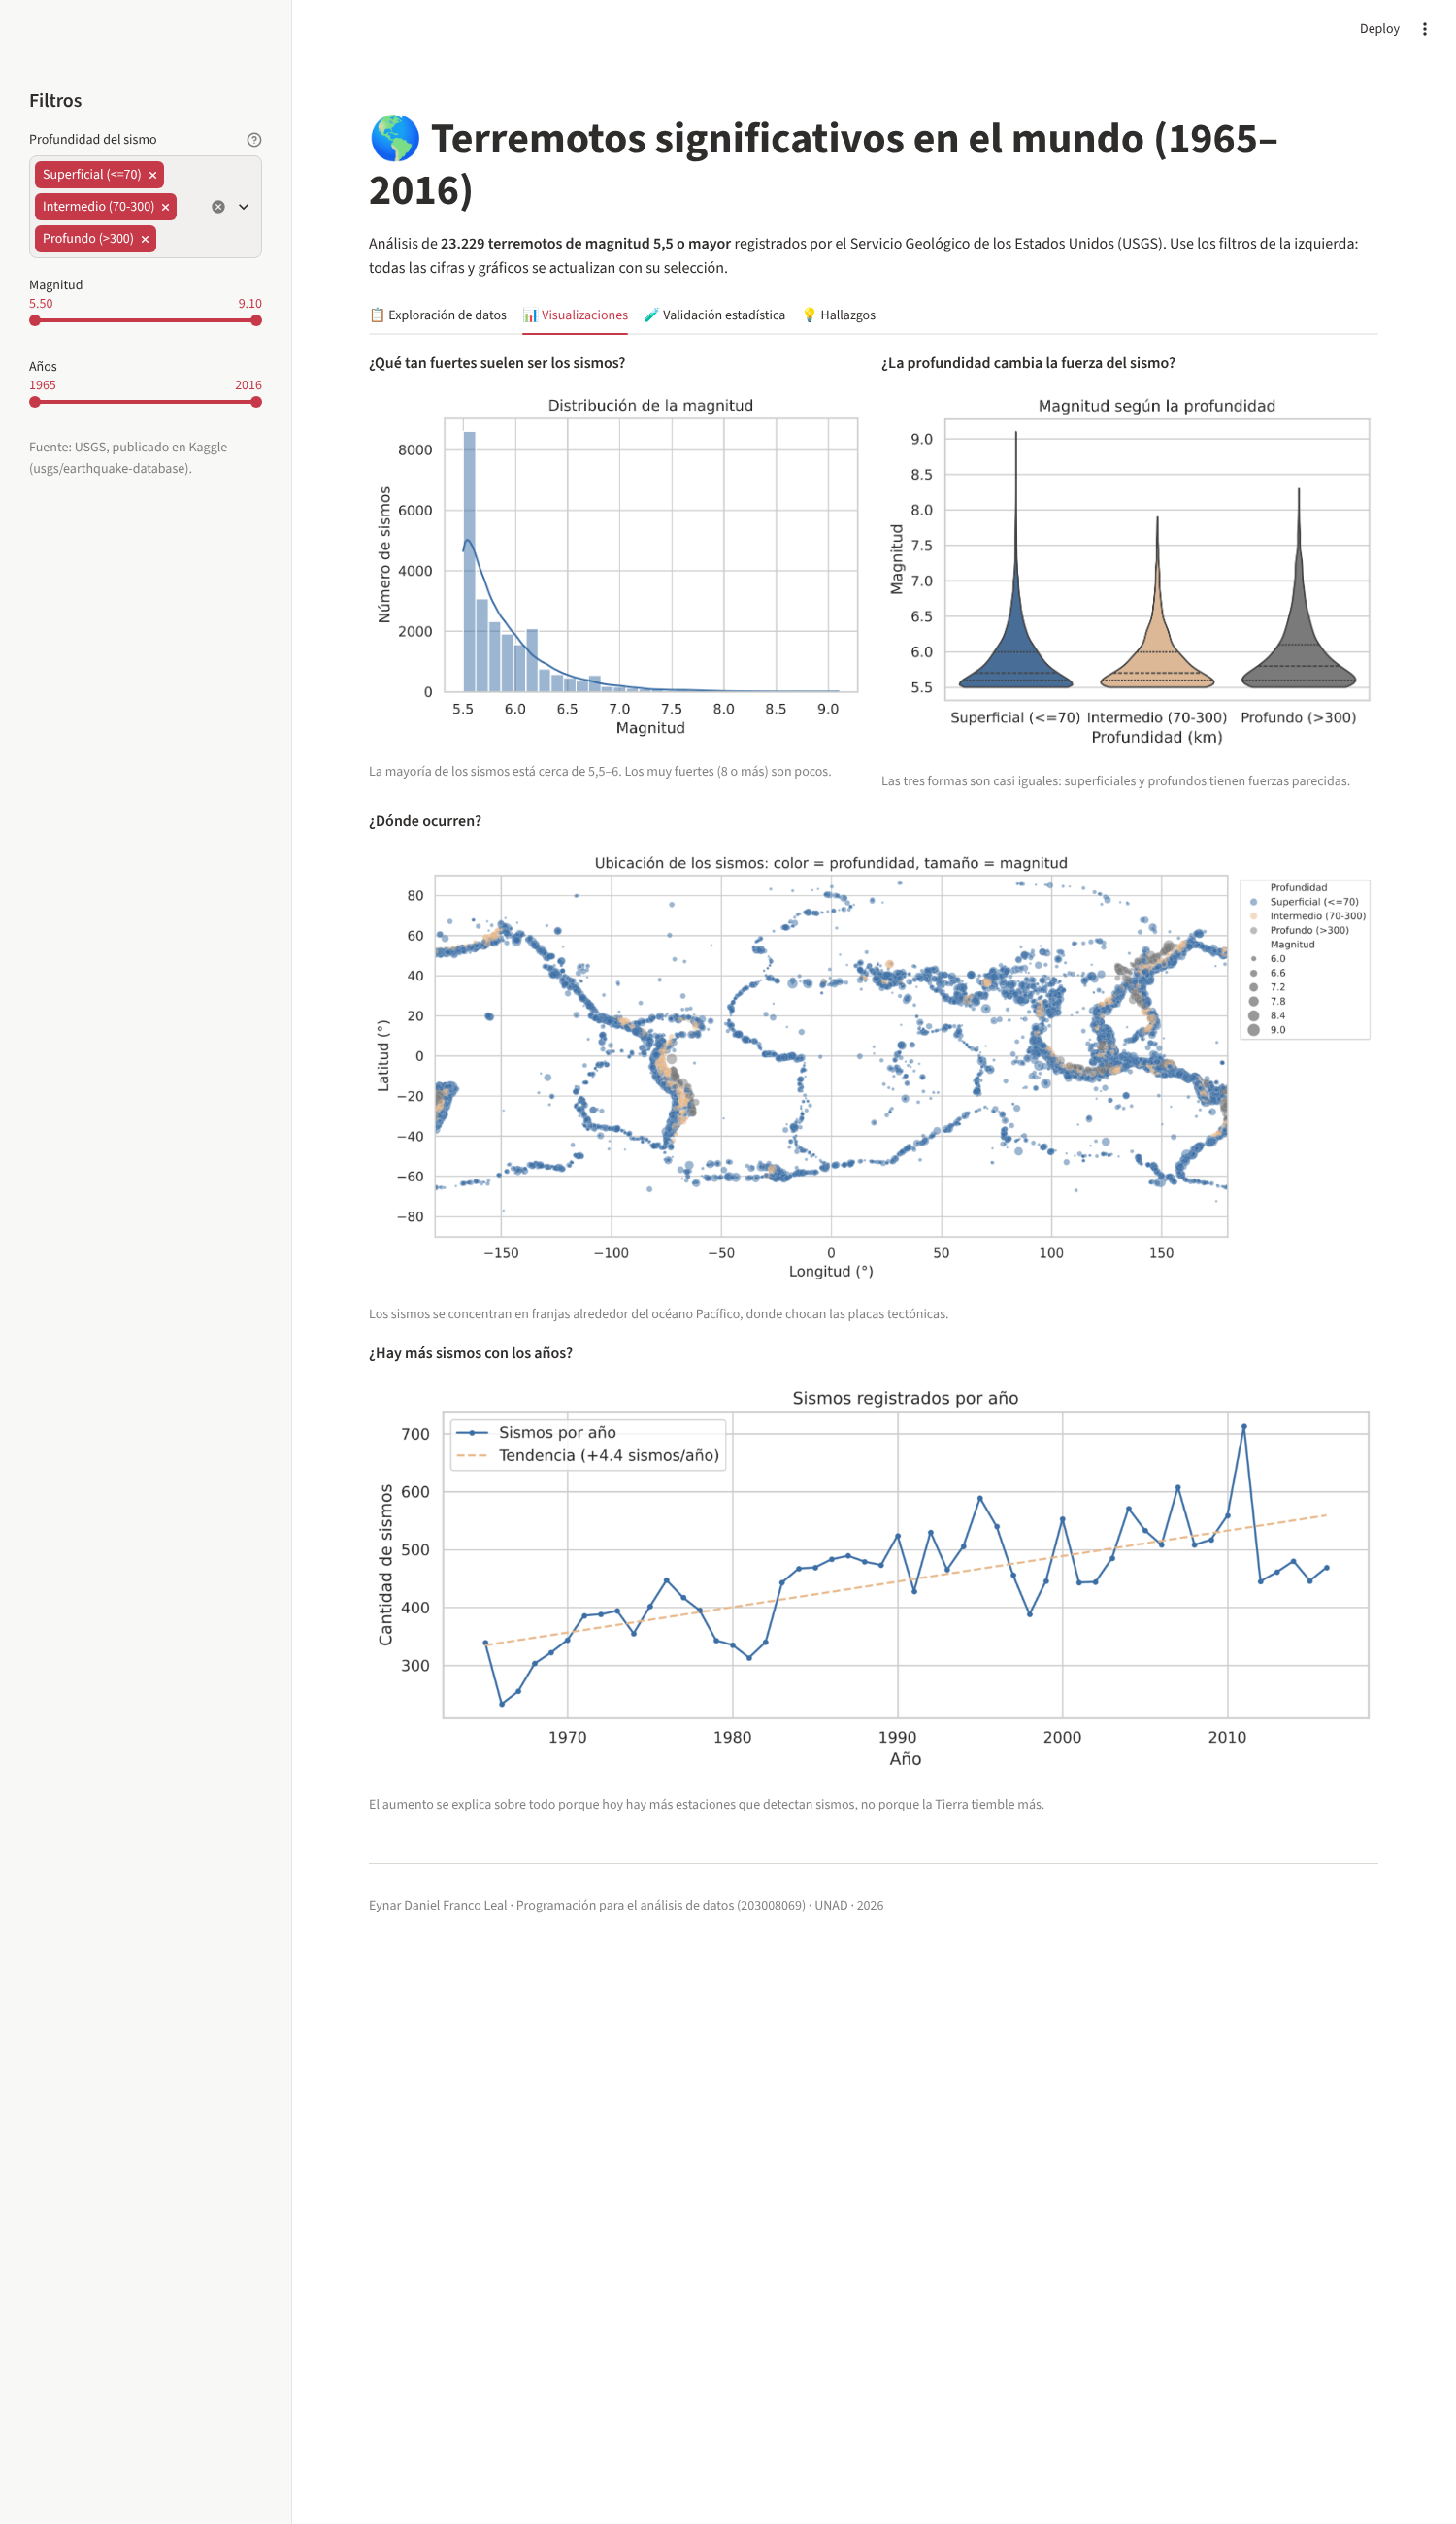 Deploy
Filtros
Profundidad del sismo
Superficial (<=70)
Intermedio (70-300)
Profundo (>300)
Magnitud
5.50 9.10
Años
1965 2016
Fuente: USGS, publicado en Kaggle
(usgs/earthquake-database).
Terremotos significativos en el mundo (1965–
2016)
Análisis de 23.229 terremotos de magnitud 5,5 o mayor registrados por el Servicio Geológico de los Estados Unidos (USGS). Use los filtros de la izquierda:
todas las cifras y gráficos se actualizan con su selección.
Exploración de datos Visualizaciones Validación estadística Hallazgos
¿Qué tan fuertes suelen ser los sismos?
Distribución de la magnitud
Número de sismos
8000
6000
4000
2000
0
5.5 6.0 6.5 7.0 7.5 8.0 8.5 9.0
Magnitud
La mayoría de los sismos está cerca de 5,5–6. Los muy fuertes (8 o más) son pocos.
¿La profundidad cambia la fuerza del sismo?
Magnitud según la profundidad
Magnitud
9.0
8.5
8.0
7.5
7.0
6.5
6.0
5.5
Superficial (<=70) Intermedio (70-300) Profundo (>300)
Profundidad (km)
Las tres formas son casi iguales: superficiales y profundos tienen fuerzas parecidas.
¿Dónde ocurren?
Ubicación de los sismos: color = profundidad, tamaño = magnitud
Latitud (°)
80
60
40
20
0
−20
−40
−60
−80
−150 −100 −50 0 50 100 150
Longitud (°)
Profundidad
Superficial (<=70)
Intermedio (70-300)
Profundo (>300)
Magnitud
6.0
6.6
7.2
7.8
8.4
9.0
Los sismos se concentran en franjas alrededor del océano Pacífico, donde chocan las placas tectónicas.
¿Hay más sismos con los años?
Sismos registrados por año
Sismos por año
Tendencia (+4.4 sismos/año)
Cantidad de sismos
700
600
500
400
300
1970 1980 1990 2000 2010
Año
El aumento se explica sobre todo porque hoy hay más estaciones que detectan sismos, no porque la Tierra tiemble más.
Eynar Daniel Franco Leal · Programación para el análisis de datos (203008069) · UNAD · 2026